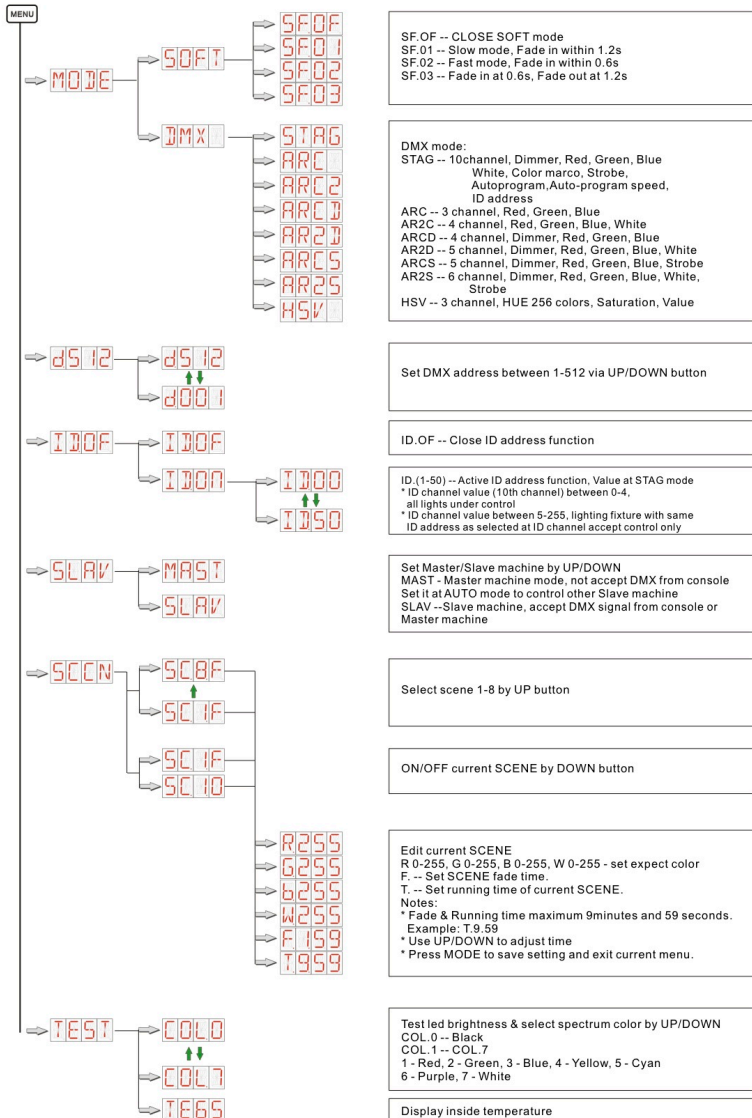 MENU
MODE
SOFT
SF0F
SF01
SF02
SF03
SF.OF -- CLOSE SOFT mode
SF.01 -- Slow mode, Fade in within 1.2s
SF.02 -- Fast mode, Fade in within 0.6s
SF.03 -- Fade in at 0.6s, Fade out at 1.2s
DMX
STAG
ARC
ARC2
ARCD
AR2D
ARCS
AR2S
HSV
DMX mode:
STAG -- 10channel, Dimmer, Red, Green, Blue
White, Color marco, Strobe,
Autoprogram,Auto-program speed,
ID address
ARC -- 3 channel, Red, Green, Blue
AR2C -- 4 channel, Red, Green, Blue, White
ARCD -- 4 channel, Dimmer, Red, Green, Blue
AR2D -- 5 channel, Dimmer, Red, Green, Blue, White
ARCS -- 5 channel, Dimmer, Red, Green, Blue, Strobe
AR2S -- 6 channel, Dimmer, Red, Green, Blue, White,
Strobe
HSV -- 3 channel, HUE 256 colors, Saturation, Value
d512
d512
d001
Set DMX address between 1-512 via UP/DOWN button
IDOF
IDOF
ID.OF -- Close ID address function
IDON
ID00
ID50
ID.(1-50) -- Active ID address function, Value at STAG mode
* ID channel value (10th channel) between 0-4,
all lights under control
* ID channel value between 5-255, lighting fixture with same
ID address as selected at ID channel accept control only
SLAV
MAST
SLAV
Set Master/Slave machine by UP/DOWN
MAST - Master machine mode, not accept DMX from console
Set it at AUTO mode to control other Slave machine
SLAV --Slave machine, accept DMX signal from console or
Master machine
SCCN
SC8F
SC.1F
Select scene 1-8 by UP button
SC.1F
SC.1O
ON/OFF current SCENE by DOWN button
R255
G255
b255
W255
F.159
T.959
Edit current SCENE
R 0-255, G 0-255, B 0-255, W 0-255 - set expect color
F. -- Set SCENE fade time.
T. -- Set running time of current SCENE.
Notes:
* Fade & Running time maximum 9minutes and 59 seconds.
Example: T.9.59
* Use UP/DOWN to adjust time
* Press MODE to save setting and exit current menu.
TEST
COL.0
COL.7
TE65
Test led brightness & select spectrum color by UP/DOWN
COL.0 -- Black
COL.1 -- COL.7
1 - Red, 2 - Green, 3 - Blue, 4 - Yellow, 5 - Cyan
6 - Purple, 7 - White
Display inside temperature